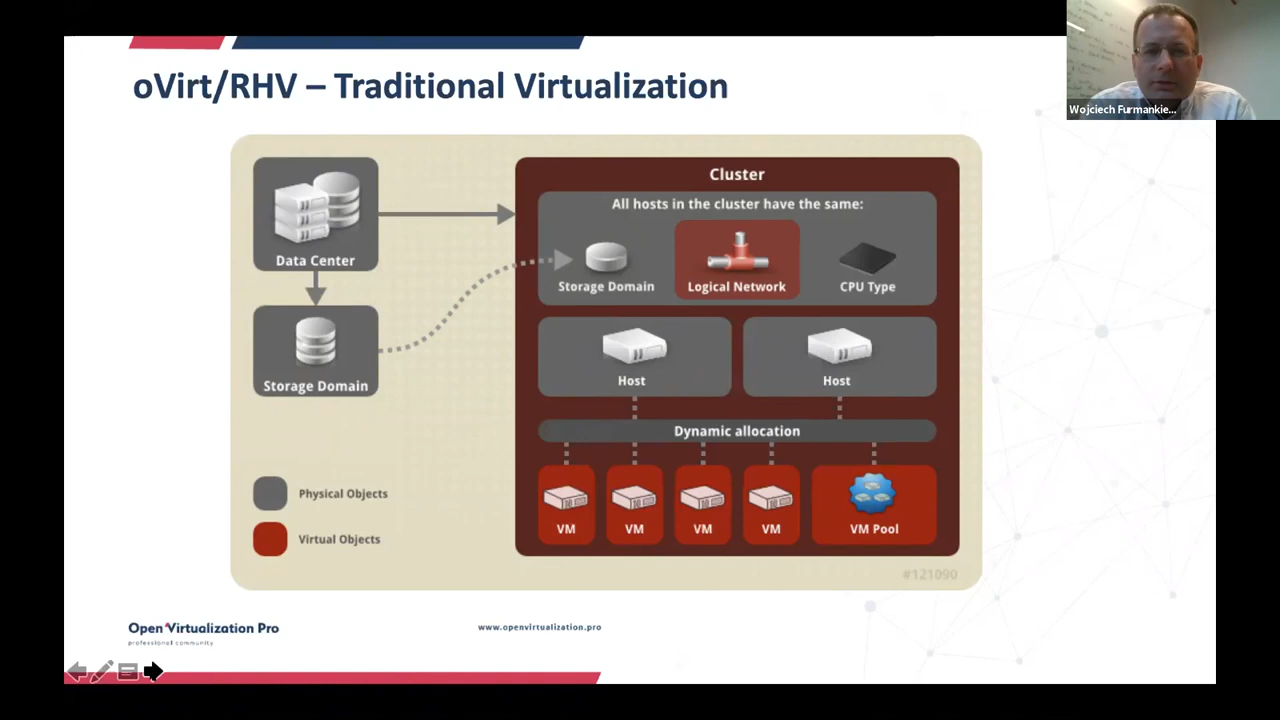 oVirt/RHV – Traditional Virtualization
Wojciech Furmankie...
Data Center
Storage Domain
Physical Objects
Virtual Objects
Cluster
All hosts in the cluster have the same:
Storage Domain
Logical Network
CPU Type
Host
Host
Dynamic allocation
VM
VM
VM
VM
VM Pool
#121090
Open Virtualization Pro
professional community
www.openvirtualization.pro